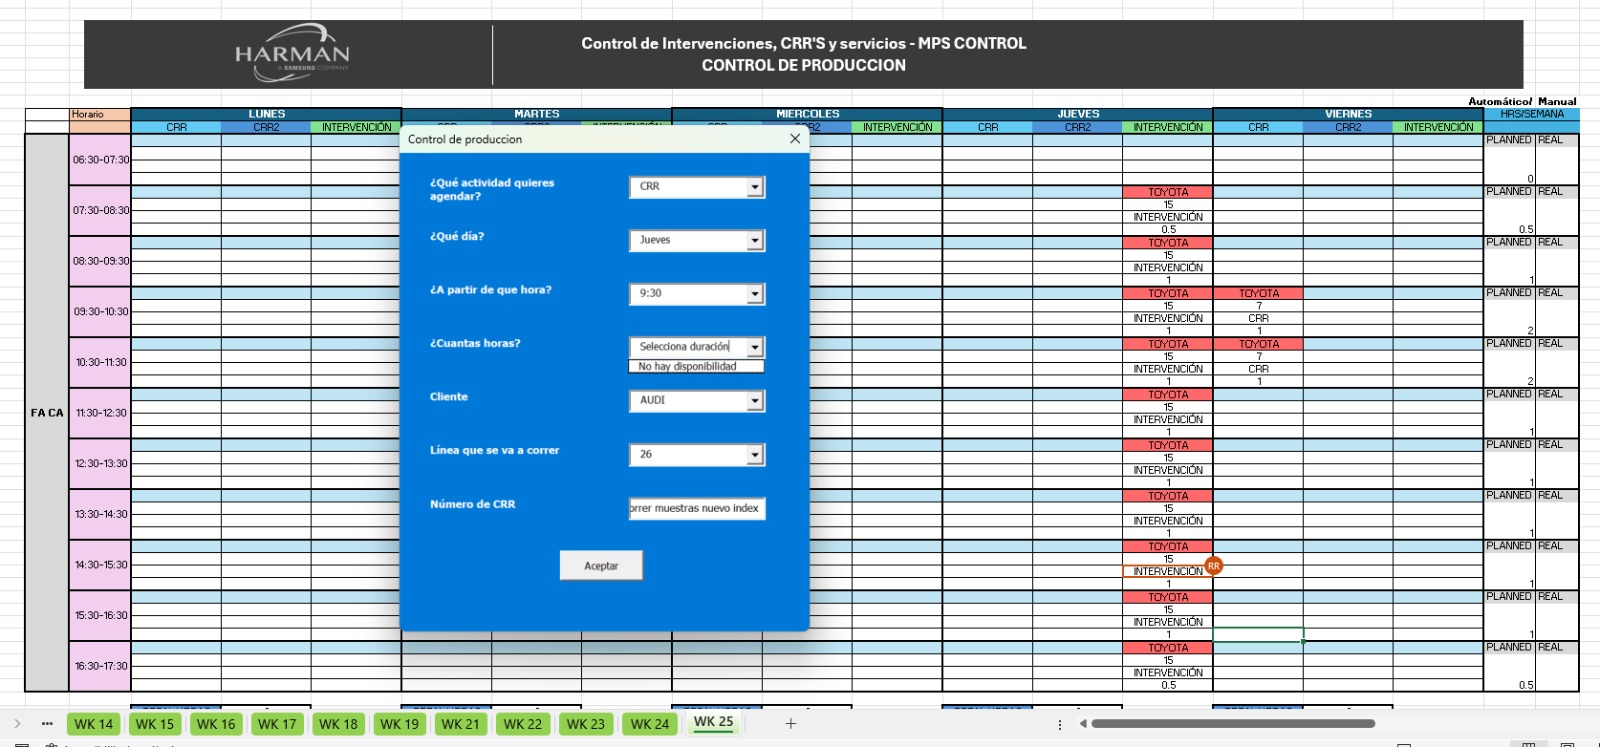 HARMAN
A SAMSUNG COMPANY
Control de Intervenciones, CRR'S y servicios - MPS CONTROL
CONTROL DE PRODUCCION
Automático/ Manual
Horario LUNES MARTES MIERCOLES JUEVES VIERNES HRS/SEMANA
CRR CRR2 INTERVENCIÓN INTERVENCIÓN CRR CRR2 INTERVENCIÓN CRR CRR2 INTERVENCIÓN
FA CA
06:30-07:30 PLANNED REAL
0
07:30-08:30 TOYOTA PLANNED REAL
15
INTERVENCIÓN
0.5 0.5
08:30-09:30 TOYOTA PLANNED REAL
15
INTERVENCIÓN
1 1
09:30-10:30 TOYOTA TOYOTA PLANNED REAL
15 7
INTERVENCIÓN CRR
1 1 2
10:30-11:30 TOYOTA TOYOTA PLANNED REAL
15 7
INTERVENCIÓN CRR
1 1 2
11:30-12:30 TOYOTA PLANNED REAL
15
INTERVENCIÓN
1 1
12:30-13:30 TOYOTA PLANNED REAL
15
INTERVENCIÓN
1 1
13:30-14:30 TOYOTA PLANNED REAL
15
INTERVENCIÓN
1 1
14:30-15:30 TOYOTA PLANNED REAL
15 RR
INTERVENCIÓN
1 1
15:30-16:30 TOYOTA PLANNED REAL
15
INTERVENCIÓN
1 1
16:30-17:30 TOYOTA PLANNED REAL
15
INTERVENCIÓN
0.5 0.5
Control de produccion
¿Qué actividad quieres
agendar?
CRR
¿Qué día?
Jueves
¿A partir de que hora?
9:30
¿Cuantas horas?
Selecciona duración
No hay disponibilidad
Cliente
AUDI
Línea que se va a correr
26
Número de CRR
orrer muestras nuevo index
Aceptar
WK 14 WK 15 WK 16 WK 17 WK 18 WK 19 WK 21 WK 22 WK 23 WK 24 WK 25